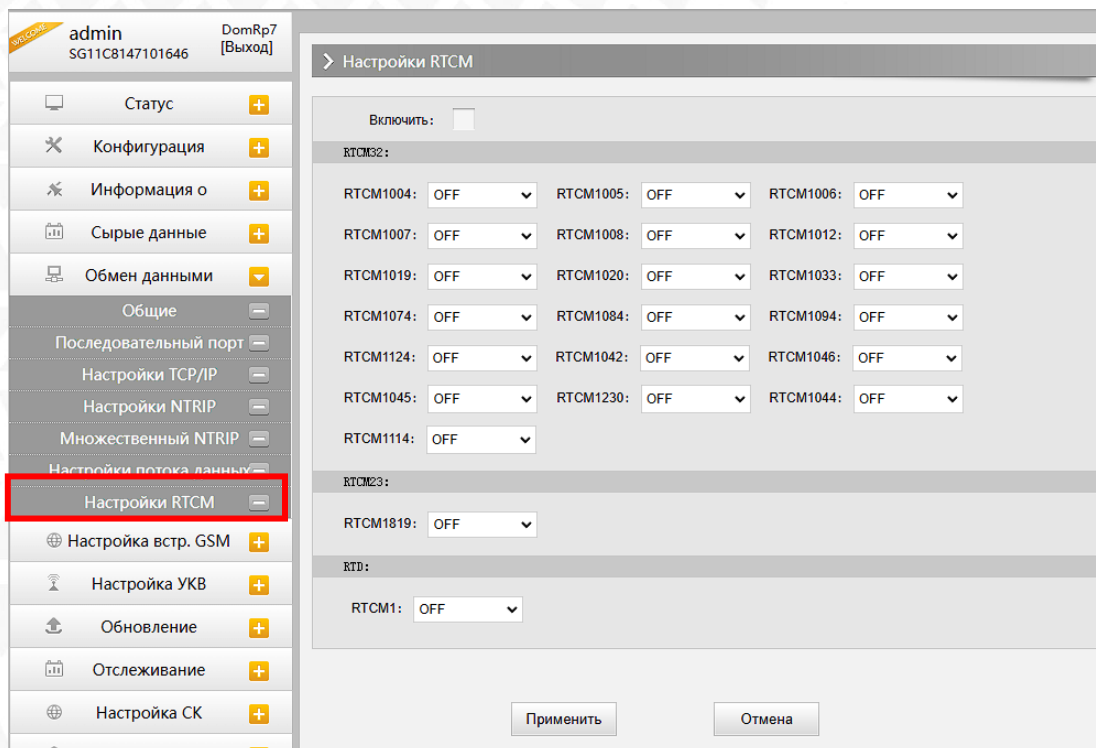 WELCOME
admin
DomRp7
SG11C8147101646
[Выход]
Статус
Конфигурация
Информация о
Сырые данные
Обмен данными
Общие
Последовательный порт
Настройки TCP/IP
Настройки NTRIP
Множественный NTRIP
Настройки потока данных
Настройки RTCM
Настройка встр. GSM
Настройка УКВ
Обновление
Отслеживание
Настройка СК
Настройки RTCM
Включить:
RTCM32:
RTCM1004: OFF RTCM1005: OFF RTCM1006: OFF
RTCM1007: OFF RTCM1008: OFF RTCM1012: OFF
RTCM1019: OFF RTCM1020: OFF RTCM1033: OFF
RTCM1074: OFF RTCM1084: OFF RTCM1094: OFF
RTCM1124: OFF RTCM1042: OFF RTCM1046: OFF
RTCM1045: OFF RTCM1230: OFF RTCM1044: OFF
RTCM1114: OFF
RTCM23:
RTCM1819: OFF
RTD:
RTCM1: OFF
Применить Отмена